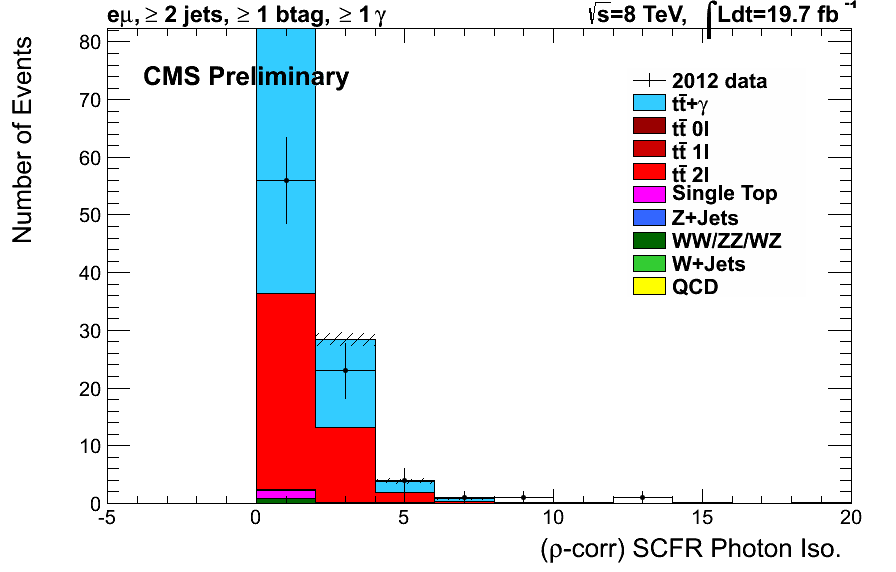 eμ, ≥ 2 jets, ≥ 1 btag, ≥ 1 γ
√s=8 TeV, ∫Ldt=19.7 fb⁻¹
CMS Preliminary
Number of Events
80
70
60
50
40
30
20
10
0
2012 data
tt̄+γ
tt̄ 0l
tt̄ 1l
tt̄ 2l
Single Top
Z+Jets
WW/ZZ/WZ
W+Jets
QCD
-5 0 5 10 15 20
(ρ-corr) SCFR Photon Iso.